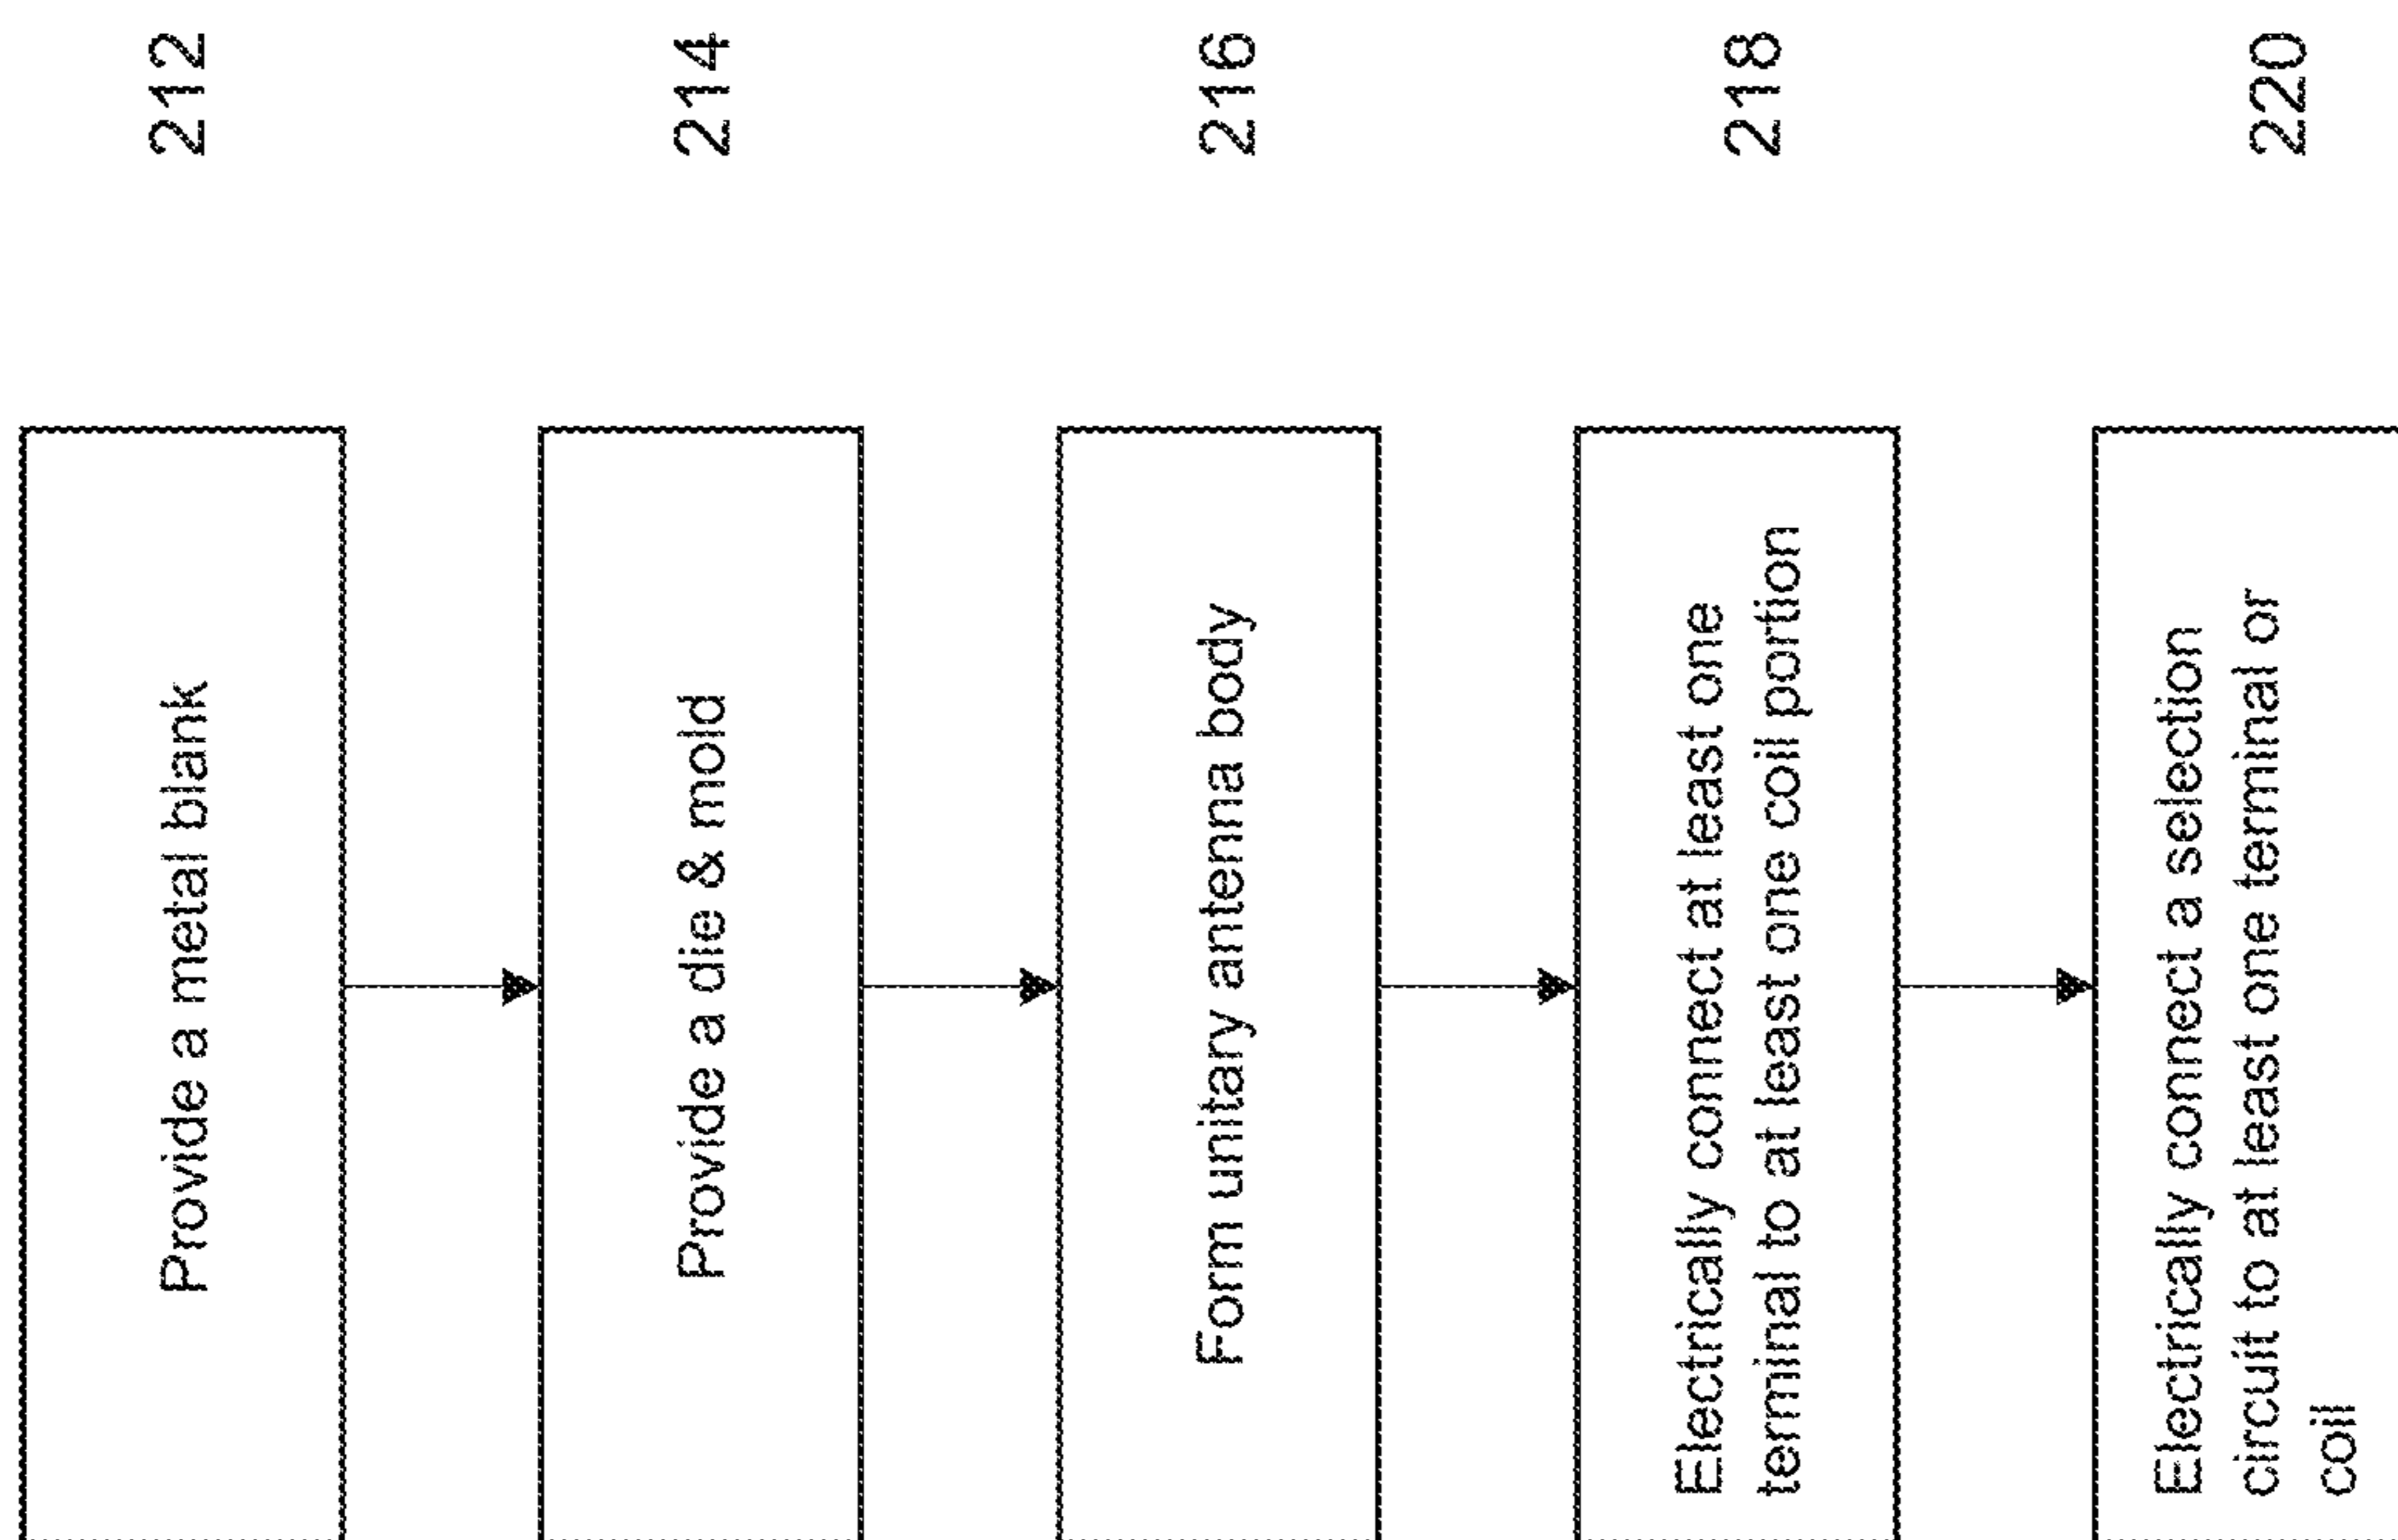 Provide a metal blank
212
Provide a die & mold
214
Form unitary antenna body
216
Electrically connect at least one
terminal to at least one coil portion
218
Electrically connect a selection
circuit to at least one terminal or
coil
220